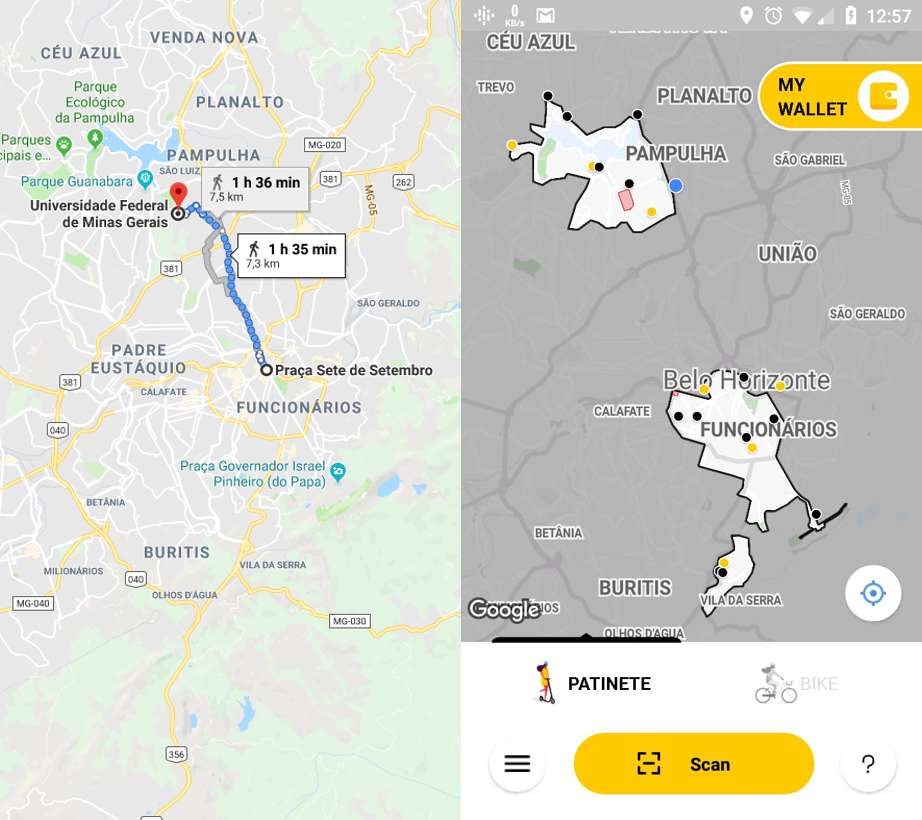 VENDA NOVA
CÉU AZUL
Parque
Ecológico
da Pampulha
PLANALTO
Parques
cipais e...
MG-020
PAMPULHA
SÃO LUIZ
Parque Guanabara
1 h 36 min
7,5 km
381
262
MG-05
Universidade Federal
de Minas Gerais
1 h 35 min
7,3 km
381
SÃO GERALDO
PADRE
EUSTÁQUIO
Praça Sete de Setembro
381
CALAFATE
FUNCIONÁRIOS
040
Praça Governador Israel
Pinheiro (do Papa)
BETÂNIA
BURITIS
VILA DA SERRA
MILIONÁRIOS
040
OLHOS D'ÁGUA
MG-040
MG-030
356
0
KB/s
12:57
CÉU AZUL
TREVO
PLANALTO
MY
WALLET
PAMPULHA
SÃO GABRIEL
MG-05
UNIÃO
SÃO GERALDO
Belo Horizonte
CALAFATE
FUNCIONÁRIOS
BETÂNIA
BURITIS
VILA DA SERRA
Google
OLHOS D'ÁGUA
PATINETE
BIKE
Scan
?